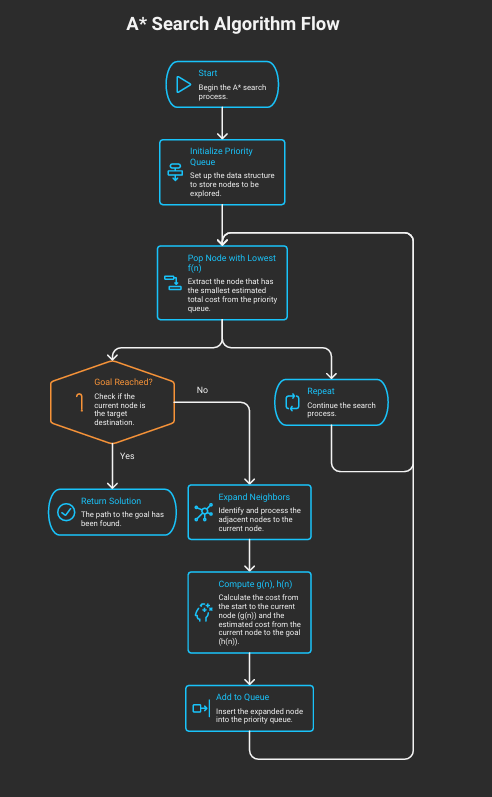 A* Search Algorithm Flow
Start
Begin the A* search
process.
Initialize Priority
Queue
Set up the data structure
to store nodes to be
explored.
Pop Node with Lowest
f(n)
Extract the node that has
the smallest estimated
total cost from the priority
queue.
Goal Reached?
Check if the
current node is
the target
destination.
No
Repeat
Continue the search
process.
Yes
Return Solution
The path to the goal has
been found.
Expand Neighbors
Identify and process the
adjacent nodes to the
current node.
Compute g(n), h(n)
Calculate the cost from
the start to the current
node (g(n)) and the
estimated cost from the
current node to the goal
(h(n)).
Add to Queue
Insert the expanded node
into the priority queue.